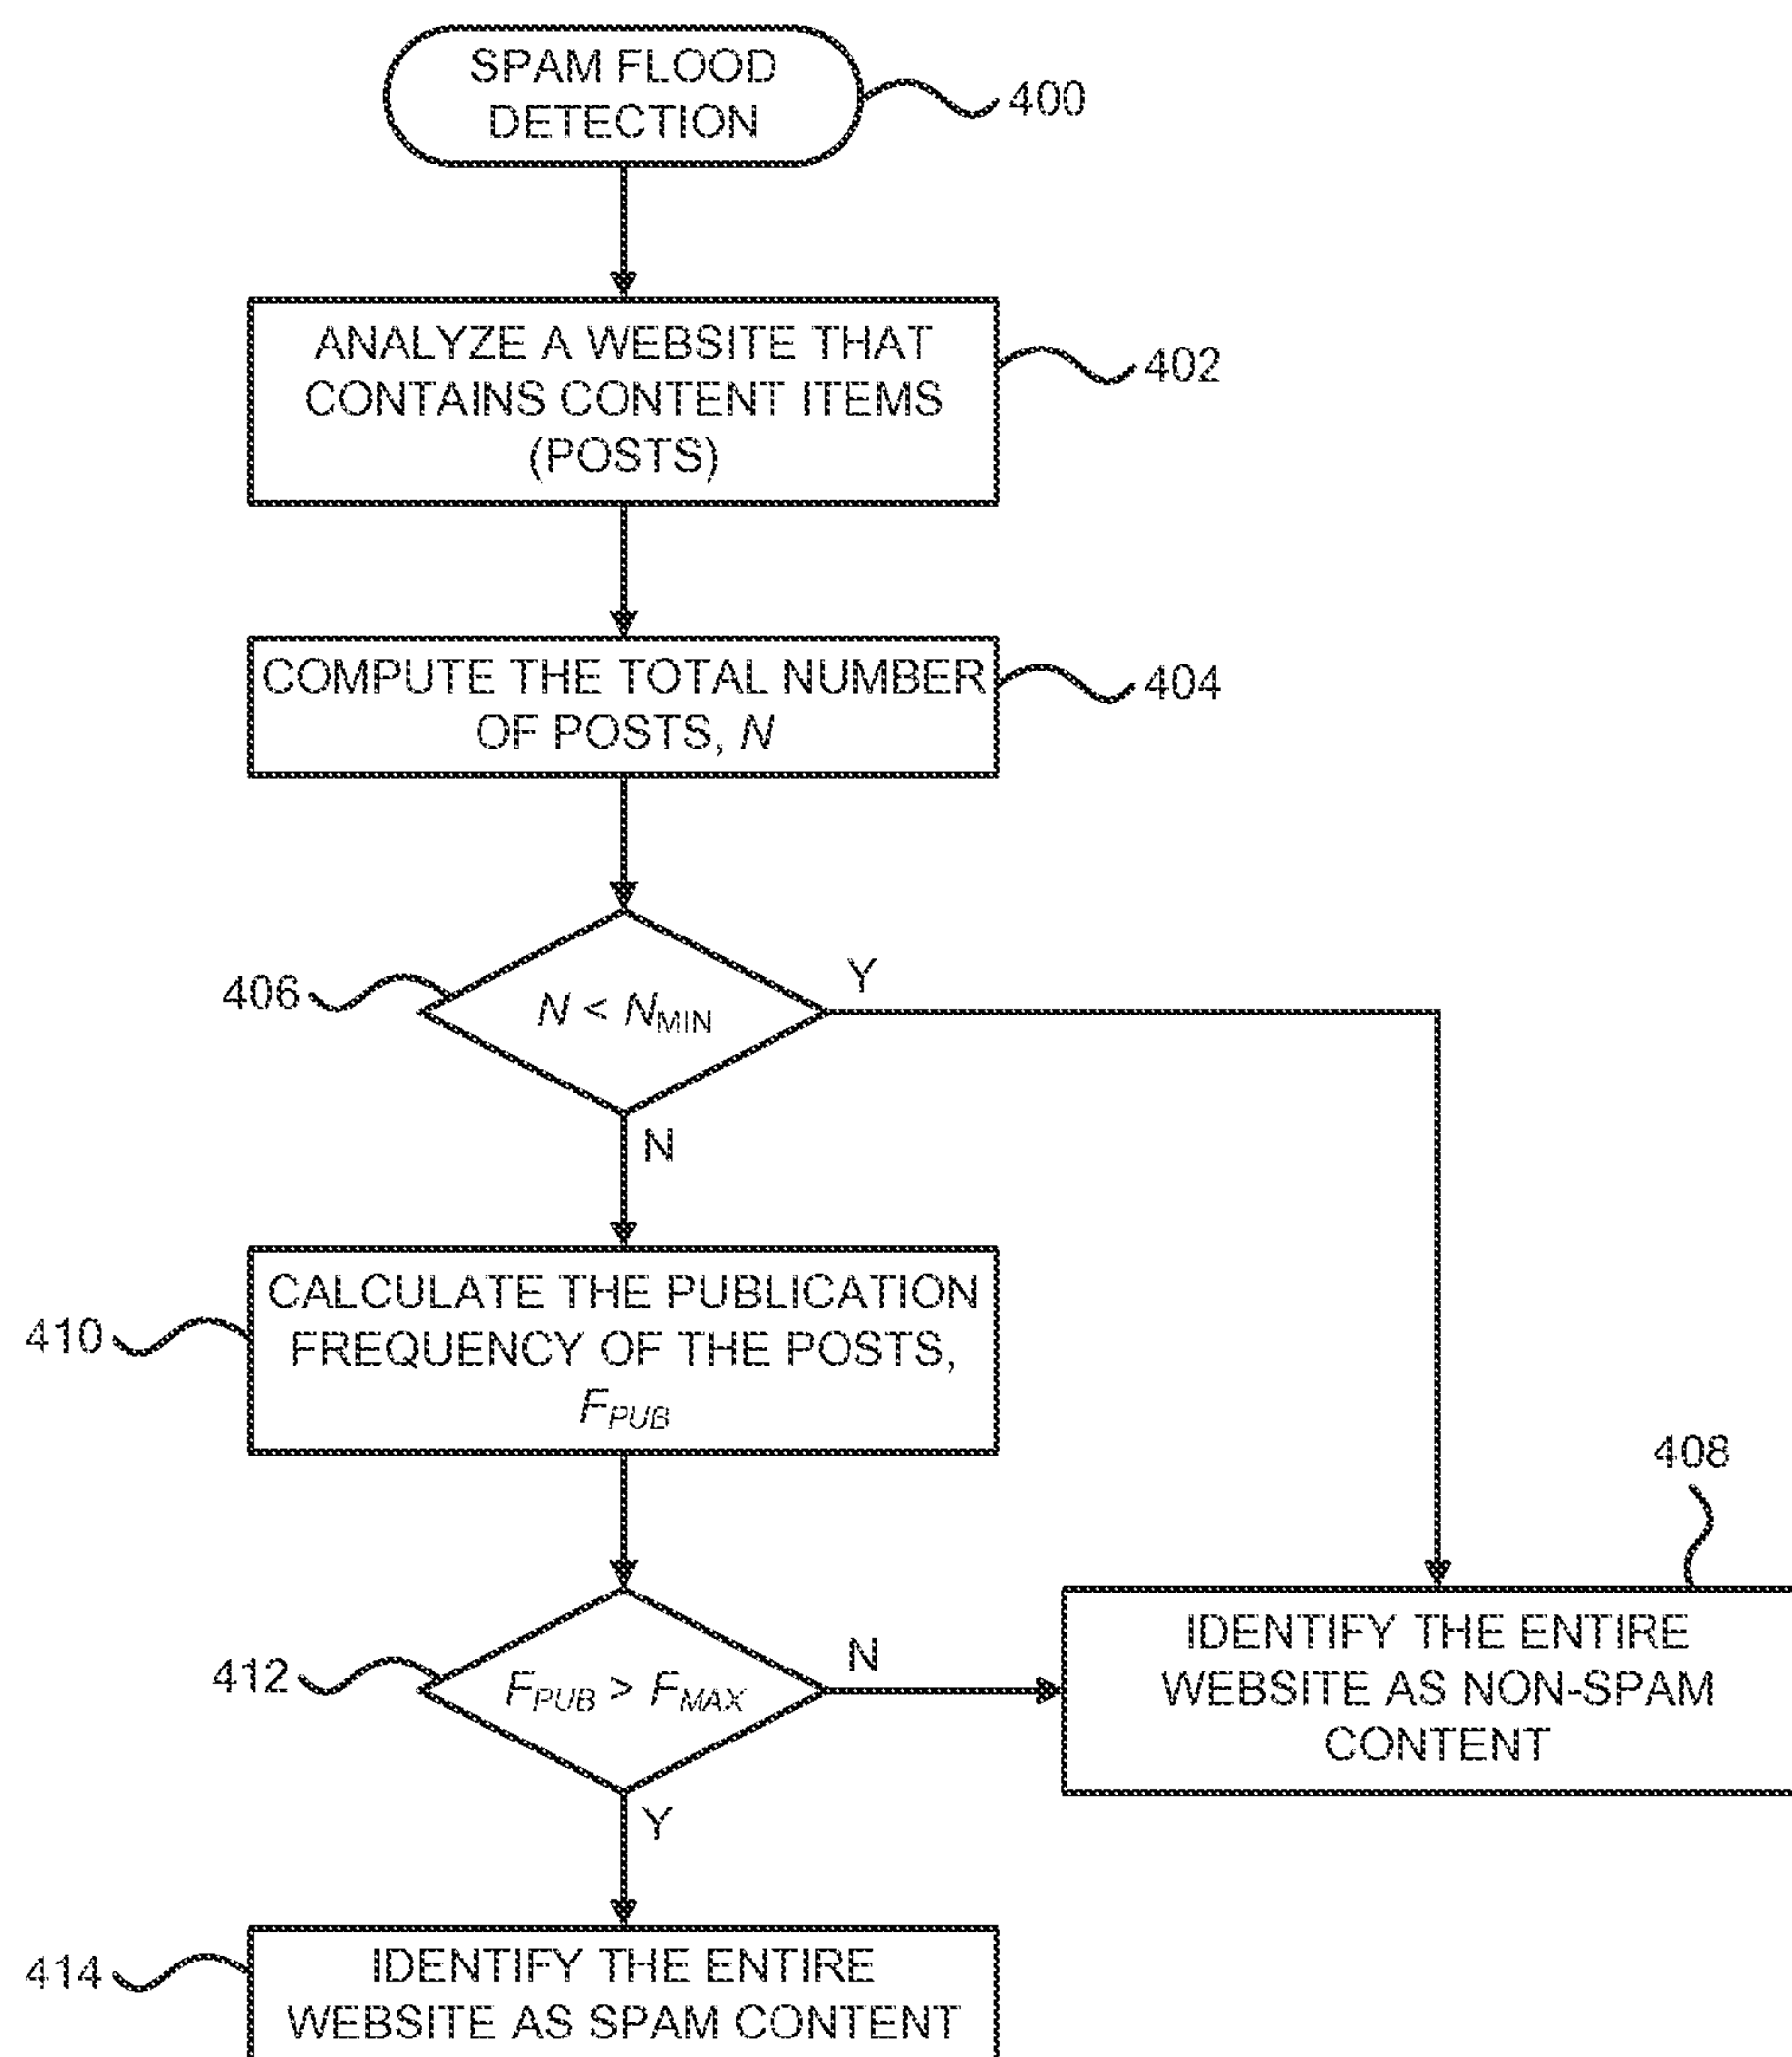 SPAM FLOOD
DETECTION
400
ANALYZE A WEBSITE THAT
CONTAINS CONTENT ITEMS
(POSTS)
402
COMPUTE THE TOTAL NUMBER
OF POSTS, N
404
406
N < NMIN
Y
N
CALCULATE THE PUBLICATION
FREQUENCY OF THE POSTS,
FPUB
410
408
412
FPUB > FMAX
N
Y
IDENTIFY THE ENTIRE
WEBSITE AS NON-SPAM
CONTENT
414
IDENTIFY THE ENTIRE
WEBSITE AS SPAM CONTENT